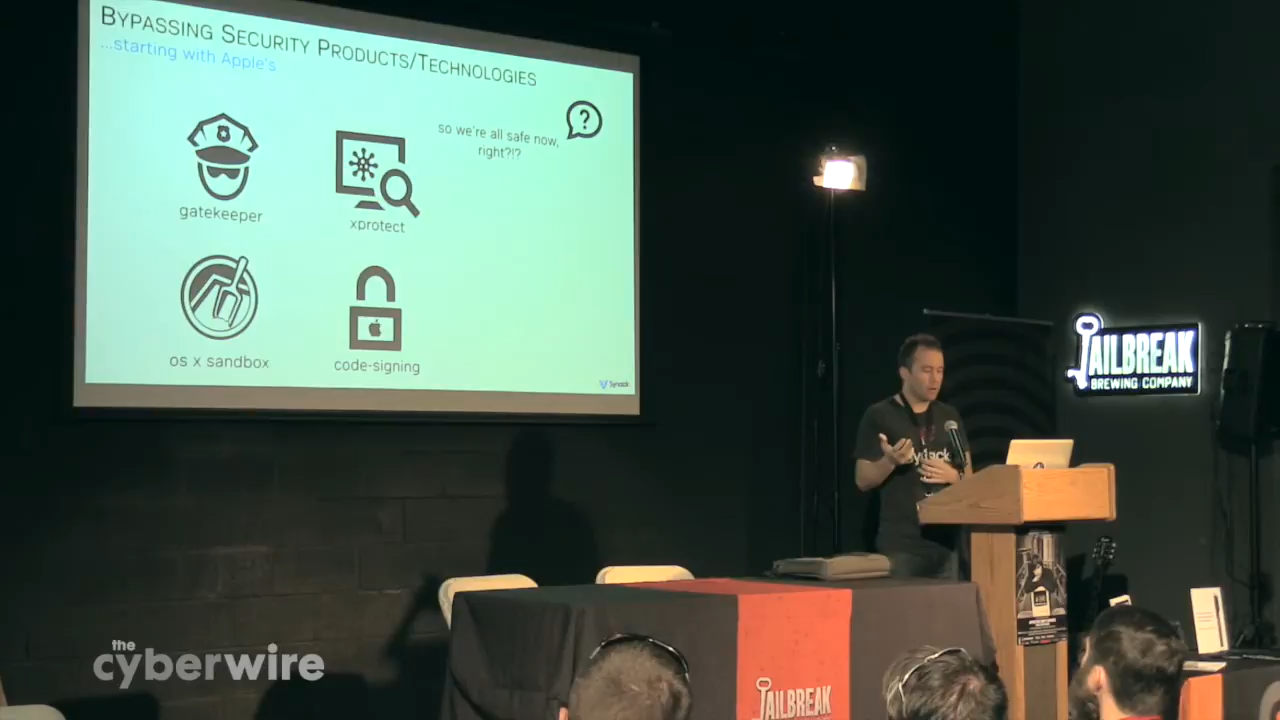 BYPASSING SECURITY PRODUCTS/TECHNOLOGIES
...starting with Apple's
so we're all safe now,
right?!?
?
gatekeeper
xprotect
os x sandbox
code-signing
Synack
JAILBREAK
BREWING COMPANY
the
cyberwire
JAILBREAK